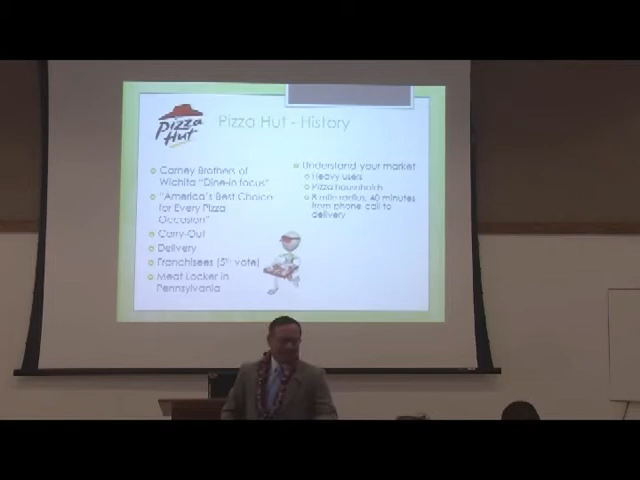 Pizza Hut
Pizza Hut - History
Carney Brothers of
Wichita "Dine-in focus"
"America's Best Choice
for Every Pizza
Occasion"
Carry-Out
Delivery
Franchisees (5th vote)
Meat Locker in
Pennsylvania
Understand your market
Heavy users
Pizza households
8 mile radius, 40 minutes
from phone call to
delivery